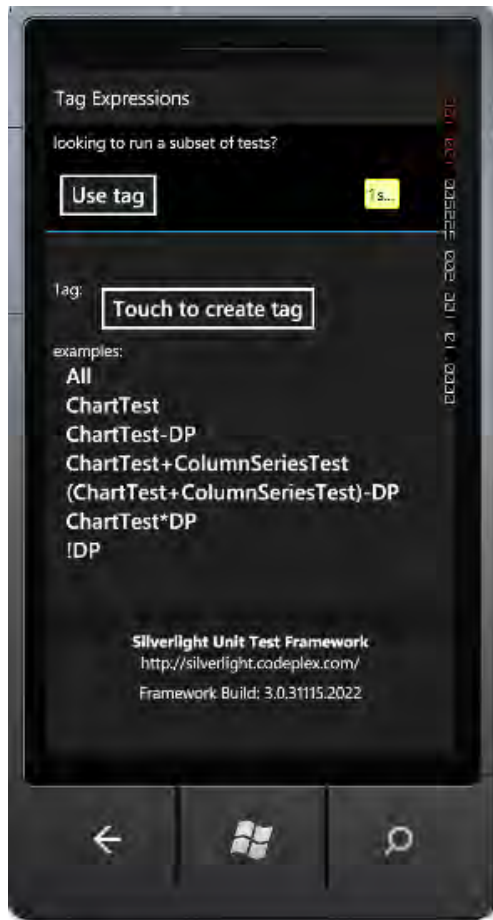 Tag Expressions
looking to run a subset of tests?
Use tag
1s...
Tag:
Touch to create tag
examples:
All
ChartTest
ChartTest-DP
ChartTest+ColumnSeriesTest
(ChartTest+ColumnSeriesTest)-DP
ChartTest*DP
!DP
Silverlight Unit Test Framework
http://silverlight.codeplex.com/
Framework Build: 3.0.31115.2022